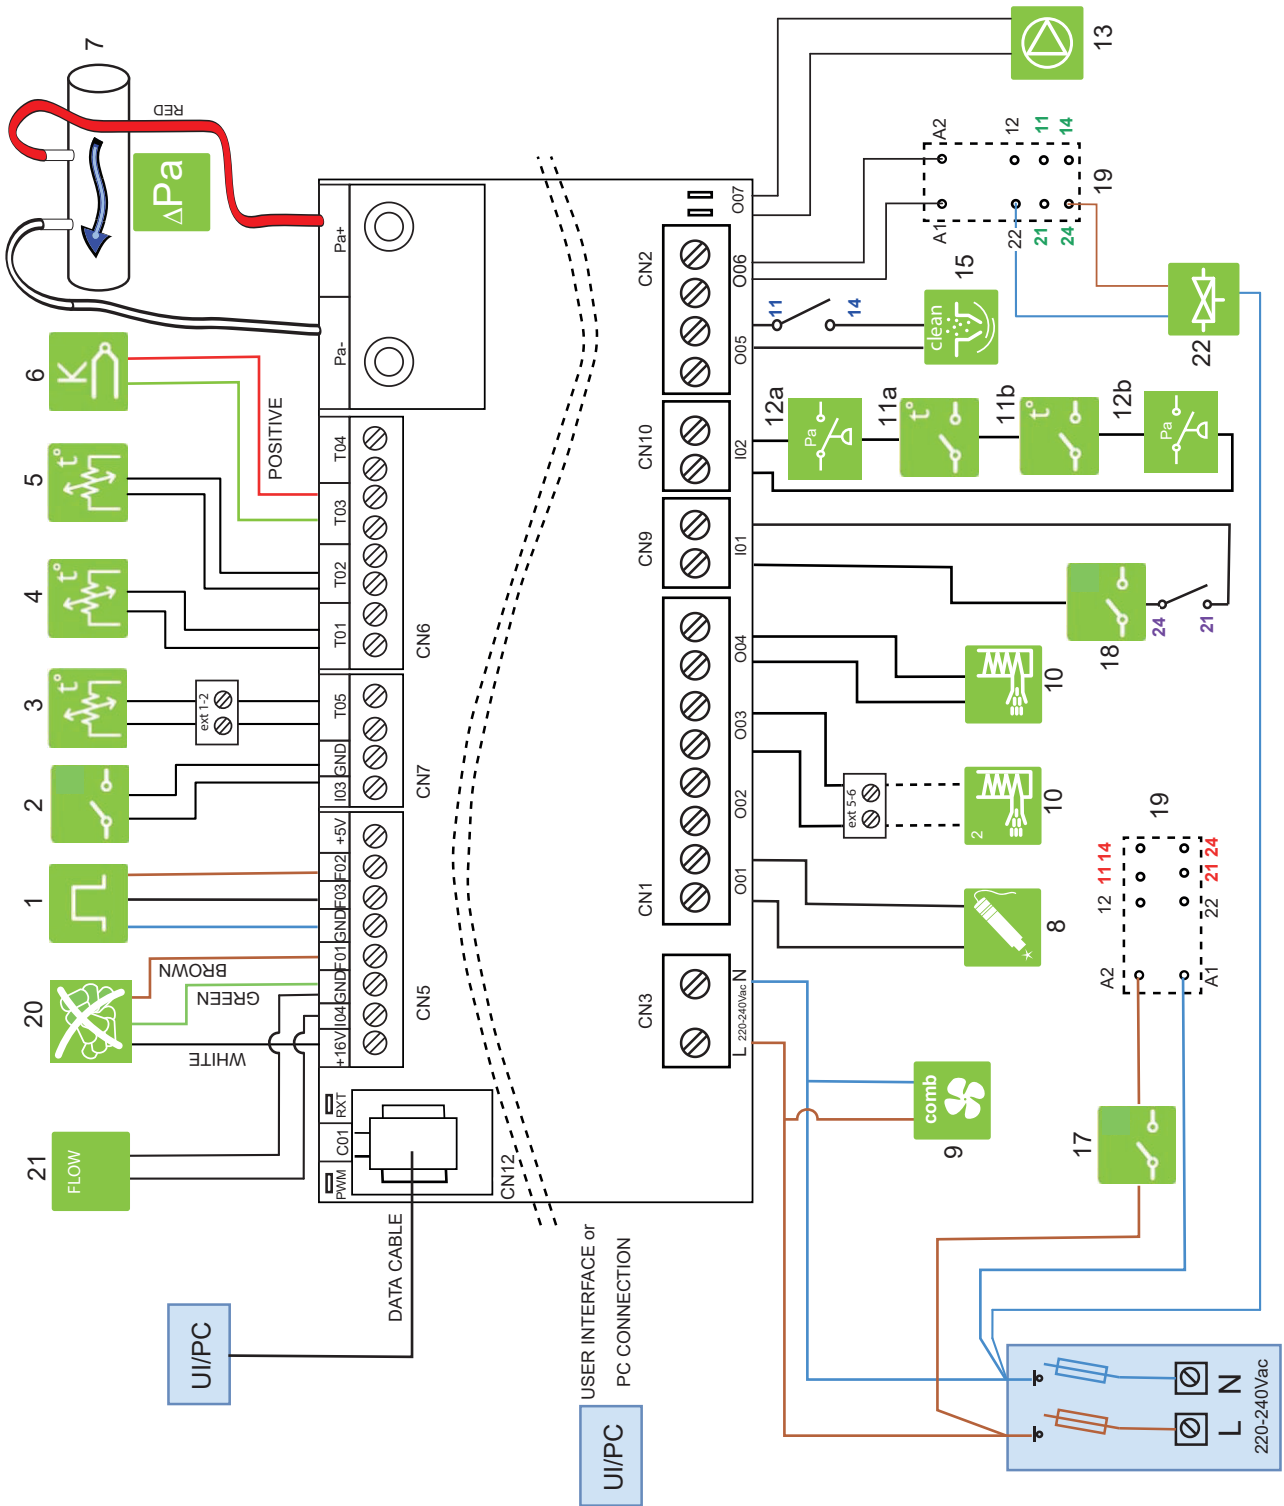 7
RED
ΔPa
6
K
POSITIVE
5
t°
4
t°
3
t°
ext 1-2
2
1
20
BROWN
GREEN
WHITE
21
FLOW
Pa+
Pa-
T04
T03
T02
T01
CN6
T05
GND
I03
CN7
+5V
F02
F03
GND
F01
GND
I04
+16V
CN5
RXT
C01
PWM
CN12
DATA CABLE
UI/PC
USER INTERFACE or
PC CONNECTION
UI/PC
CN2
O07
O06
O05
CN10
I02
CN9
I01
CN1
O04
O03
O02
O01
CN3
N
220-240Vac
L
13
A2
12
11
14
A1
22
21
24
19
15
clean
11
14
22
12a
Pa
11a
t°
11b
t°
12b
Pa
18
24
21
10
ext 5-6
2
10
8
19
12
11
14
A2
22
21
24
A1
comb
9
17
L
N
220-240Vac